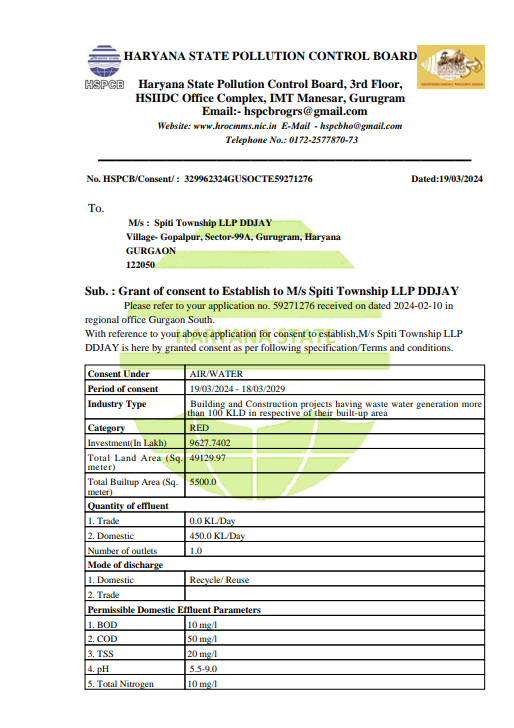 HARYANA STATE POLLUTION CONTROL BOARD
HSPCB
Haryana State Pollution Control Board, 3rd Floor,
HSIIDC Office Complex, IMT Manesar, Gurugram
Email:- hspcbrogrs@gmail.com
Website: www.hrocmms.nic.in E-Mail - hspcbho@gmail.com
Telephone No.: 0172-2577870-73
No. HSPCB/Consent/ : 329962324GUSOCTE59271276 Dated:19/03/2024
To.
M/s : Spiti Township LLP DDJAY
Village- Gopalpur, Sector-99A, Gurugram, Haryana
GURGAON
122050
Sub. : Grant of consent to Establish to M/s Spiti Township LLP DDJAY
Please refer to your application no. 59271276 received on dated 2024-02-10 in
regional office Gurgaon South.
With reference to your above application for consent to establish,M/s Spiti Township LLP
DDJAY is here by granted consent as per following specification/Terms and conditions.
HARYANA STATE
Consent Under AIR/WATER
Period of consent 19/03/2024 - 18/03/2029
Industry Type Building and Construction projects having waste water generation more
than 100 KLD in respective of their built-up area
Category RED
Investment(In Lakh) 9627.7402
Total Land Area (Sq. 49129.97
meter)
Total Builtup Area (Sq. 5500.0
meter)
Quantity of effluent
1. Trade 0.0 KL/Day
2. Domestic 450.0 KL/Day
Number of outlets 1.0
Mode of discharge
1. Domestic Recycle/ Reuse
2. Trade
Permissible Domestic Effluent Parameters
1. BOD 10 mg/l
2. COD 50 mg/l
3. TSS 20 mg/l
4. pH 5.5-9.0
5. Total Nitrogen 10 mg/l